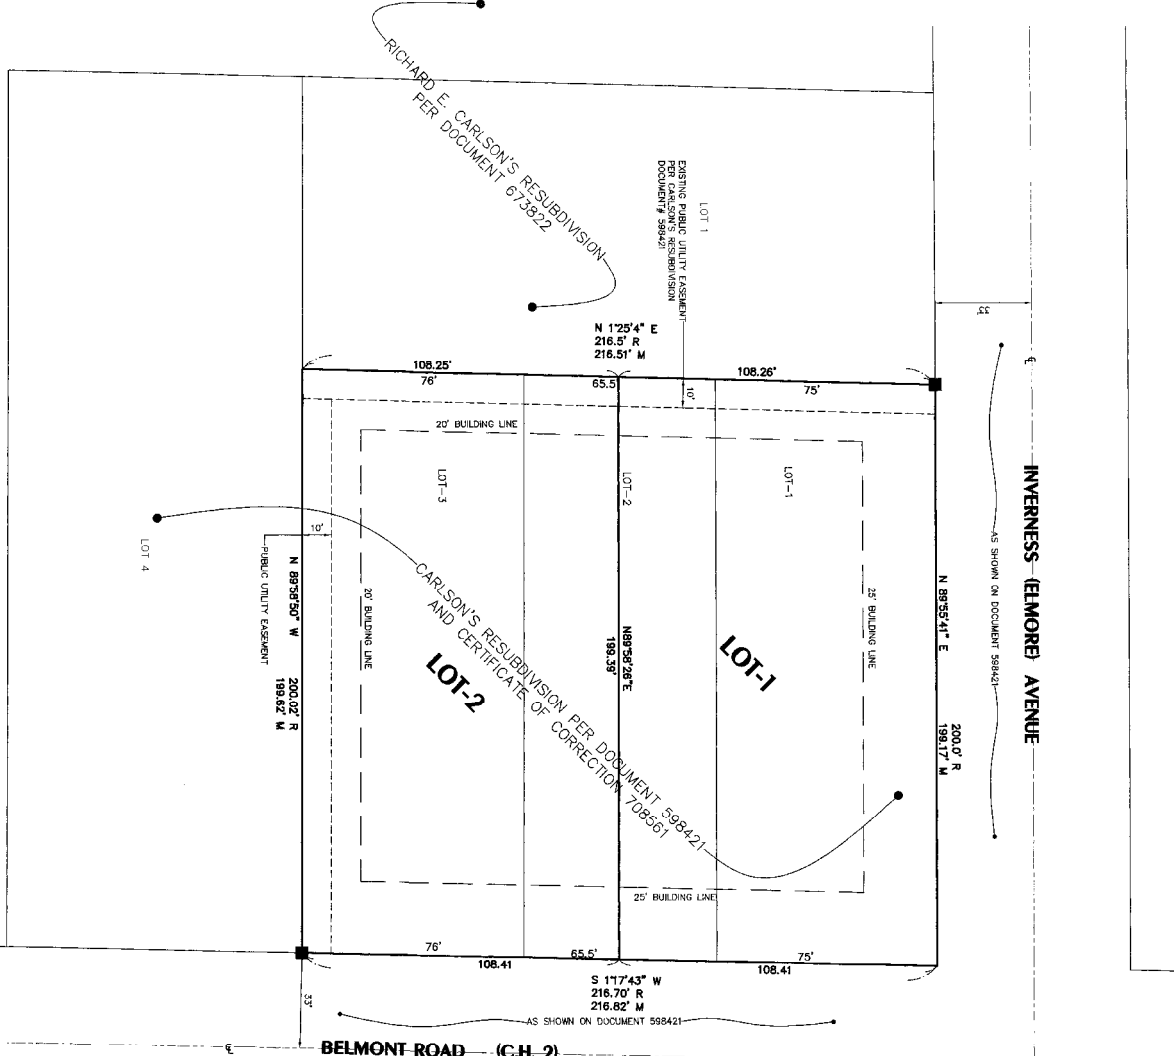 RICHARD E. CARLSON'S RESUBDIVISION
PER DOCUMENT 673822
LOT 1
EXISTING PUBLIC UTILITY EASEMENT
PER CARLSON'S RESUBDIVISION
DOCUMENT# 598421
33'
℄
N 1°25'4" E
216.5' R
216.51' M
108.25'
108.26'
76'
65.5'
75'
10'
20' BUILDING LINE
LOT-3
LOT-2
LOT-1
INVERNESS (ELMORE) AVENUE
AS SHOWN ON DOCUMENT 598421
N 89°55'41" E
200.0' R
199.17' M
25' BUILDING LINE
LOT 4
10'
PUBLIC UTILITY EASEMENT
N 89°58'50" W
200.02' R
199.62' M
20' BUILDING LINE
CARLSON'S RESUBDIVISION PER DOCUMENT 598421
AND CERTIFICATE OF CORRECTION 708561
N89°58'26"E
199.39'
LOT-1
LOT-2
25' BUILDING LINE
76'
65.5'
75'
108.41
108.41
S 1°17'43" W
216.70' R
216.82' M
33'
AS SHOWN ON DOCUMENT 598421
℄
BELMONT ROAD (C.H. 2)